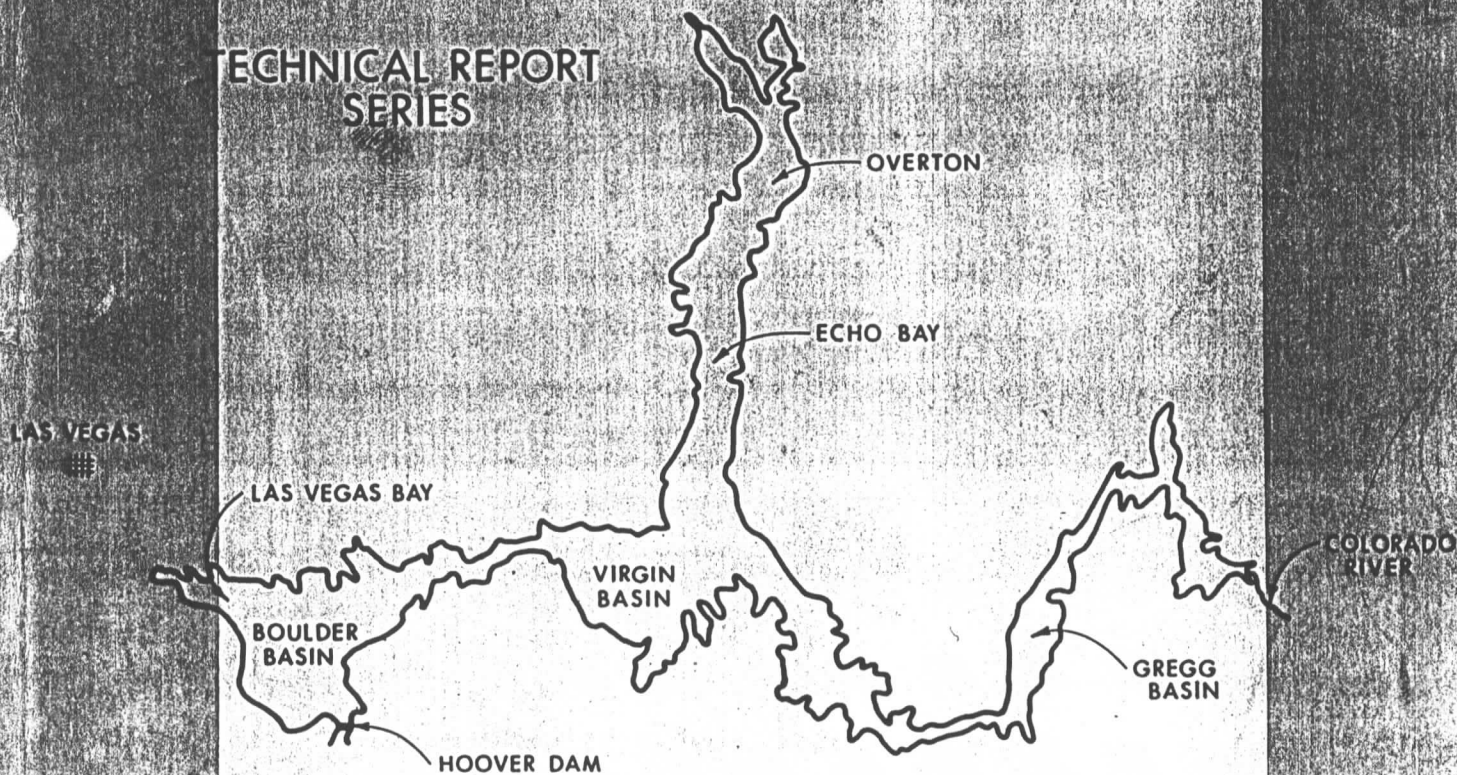 TECHNICAL REPORT
SERIES
OVERTON
ECHO BAY
LAS VEGAS
LAS VEGAS BAY
COLORADO
RIVER
VIRGIN
BASIN
BOULDER
BASIN
GREGG
BASIN
HOOVER DAM